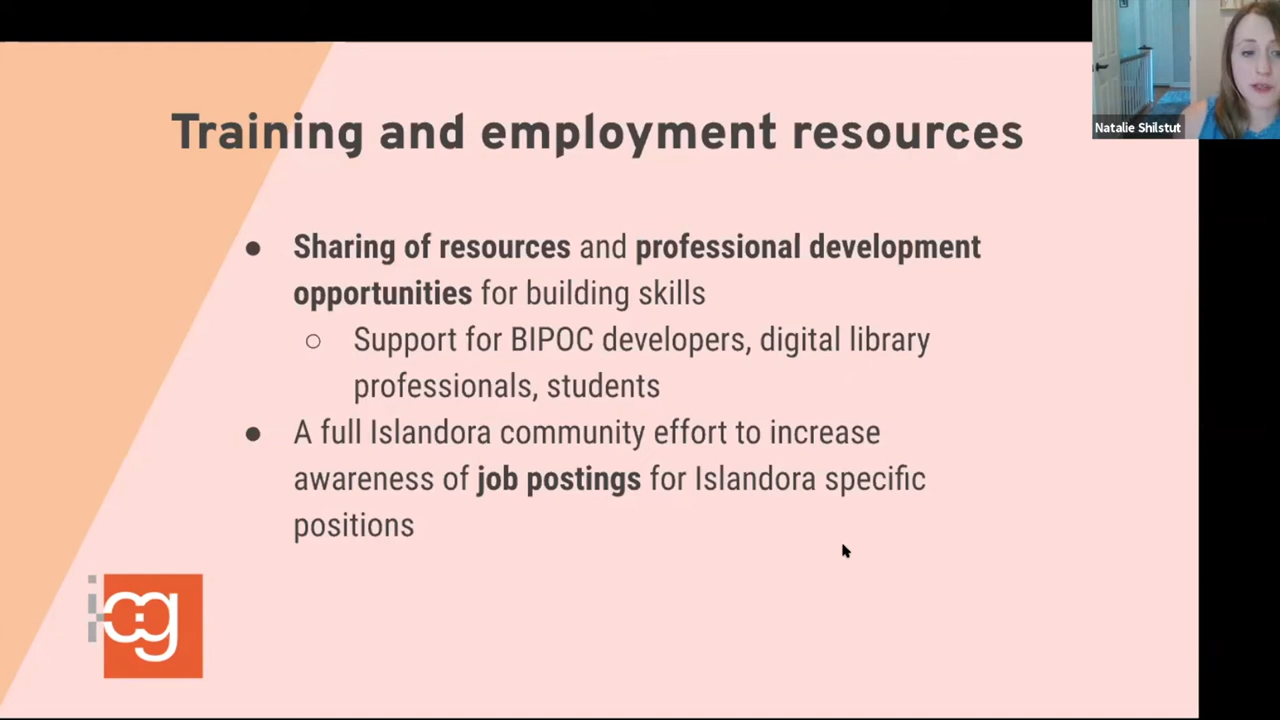 Training and employment resources
Natalie Shilstut
● Sharing of resources and professional development
opportunities for building skills
○ Support for BIPOC developers, digital library
professionals, students
● A full Islandora community effort to increase
awareness of job postings for Islandora specific
positions